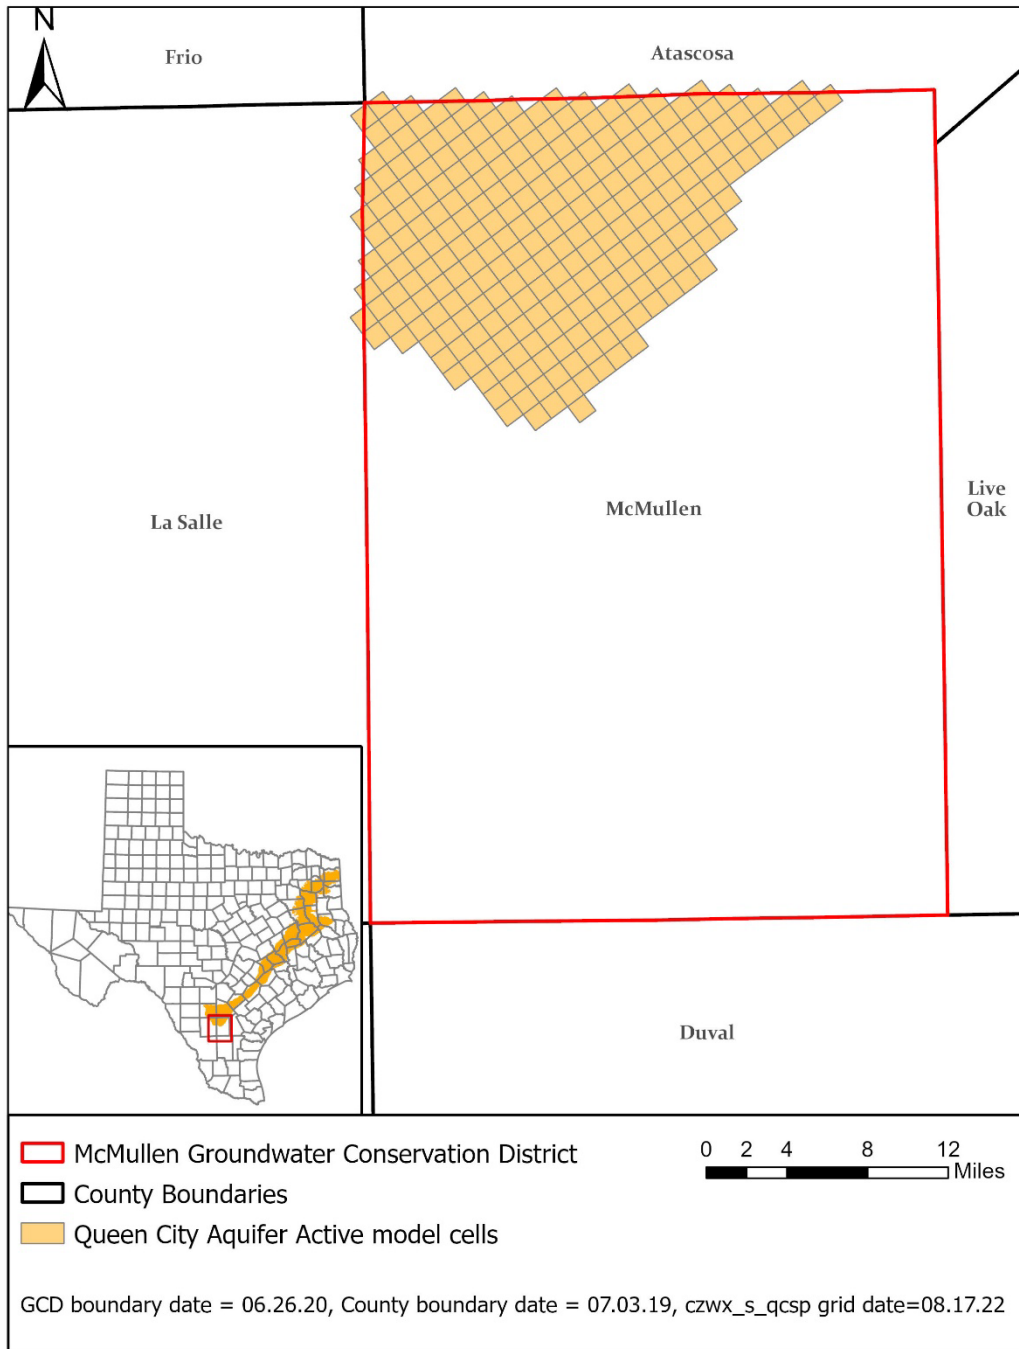 N
Frio
Atascosa
La Salle
McMullen
Live
Oak
Duval
McMullen Groundwater Conservation District
County Boundaries
Queen City Aquifer Active model cells
0 2 4 8 12
Miles
GCD boundary date = 06.26.20, County boundary date = 07.03.19, czwx_s_qcsp grid date=08.17.22